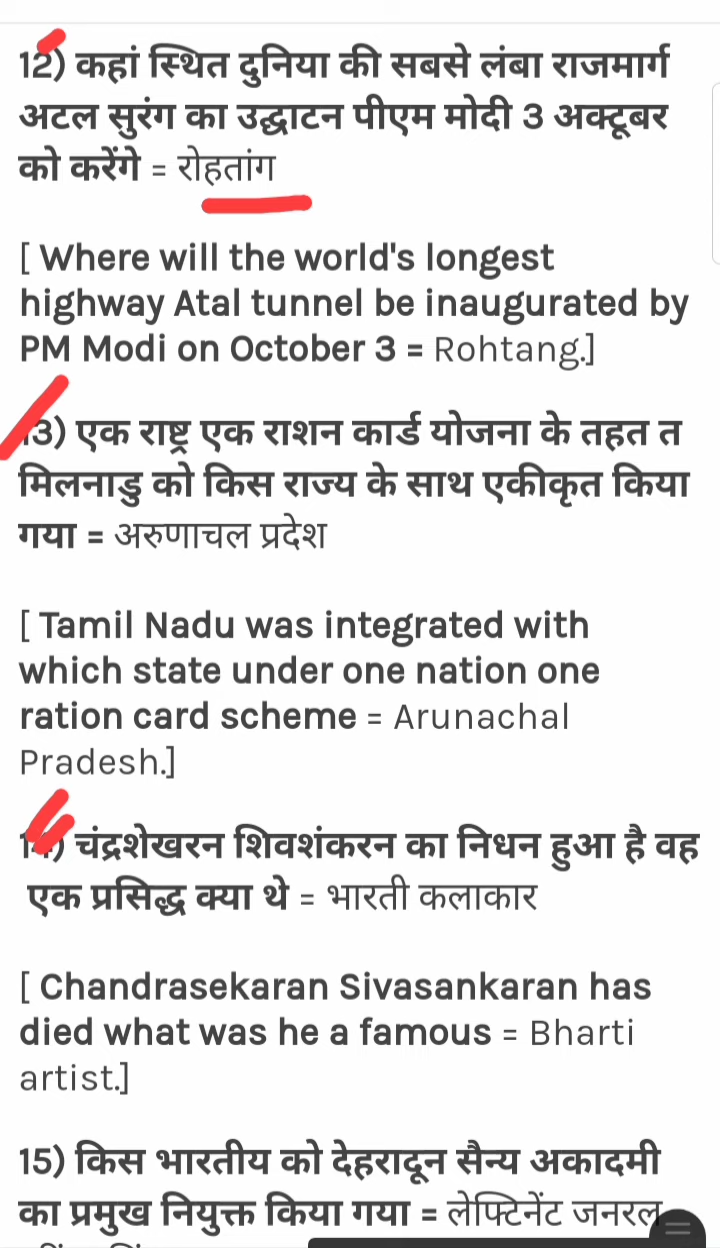 12) कहां स्थित दुनिया की सबसे लंबा राजमार्ग
अटल सुरंग का उद्घाटन पीएम मोदी 3 अक्टूबर
को करेंगे = रोहतांग
[ Where will the world's longest
highway Atal tunnel be inaugurated by
PM Modi on October 3 = Rohtang.]
13) एक राष्ट्र एक राशन कार्ड योजना के तहत त
मिलनाडु को किस राज्य के साथ एकीकृत किया
गया = अरुणाचल प्रदेश
[ Tamil Nadu was integrated with
which state under one nation one
ration card scheme = Arunachal
Pradesh.]
14) चंद्रशेखरन शिवशंकरन का निधन हुआ है वह
एक प्रसिद्ध क्या थे = भारती कलाकार
[ Chandrasekaran Sivasankaran has
died what was he a famous = Bharti
artist.]
15) किस भारतीय को देहरादून सैन्य अकादमी
का प्रमुख नियुक्त किया गया = लेफ्टिनेंट जनरल